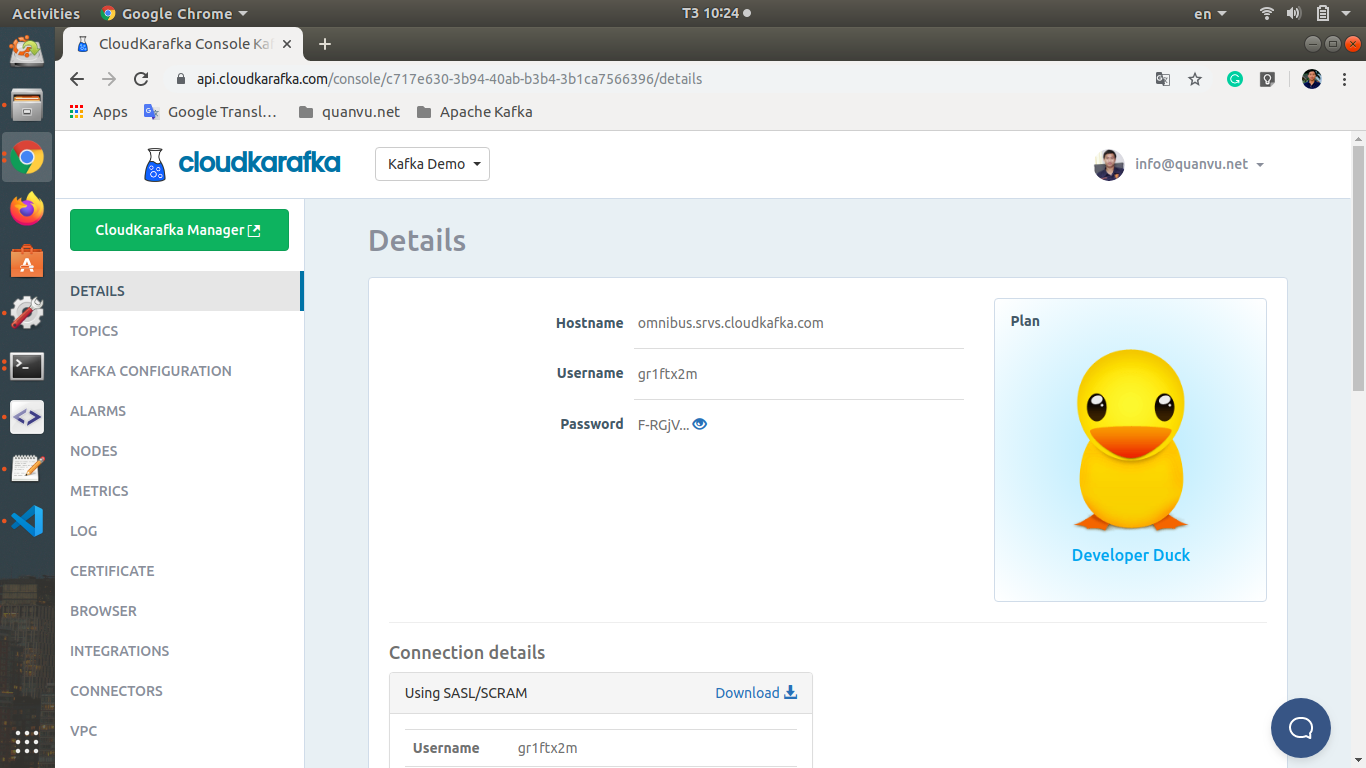 Activities Google Chrome T3 10:24 en
CloudKarafka Console Kaf
api.cloudkarafka.com/console/c717e630-3b94-40ab-b3b4-3b1ca7566396/details
Apps Google Transl... quanvu.net Apache Kafka
cloudkarafka Kafka Demo info@quanvu.net
CloudKarafka Manager
DETAILS
TOPICS
KAFKA CONFIGURATION
ALARMS
NODES
METRICS
LOG
CERTIFICATE
BROWSER
INTEGRATIONS
CONNECTORS
VPC
Details
Hostname omnibus.srvs.cloudkafka.com
Username gr1ftx2m
Password F-RGjV...
Plan
Developer Duck
Connection details
Using SASL/SCRAM Download
Username gr1ftx2m